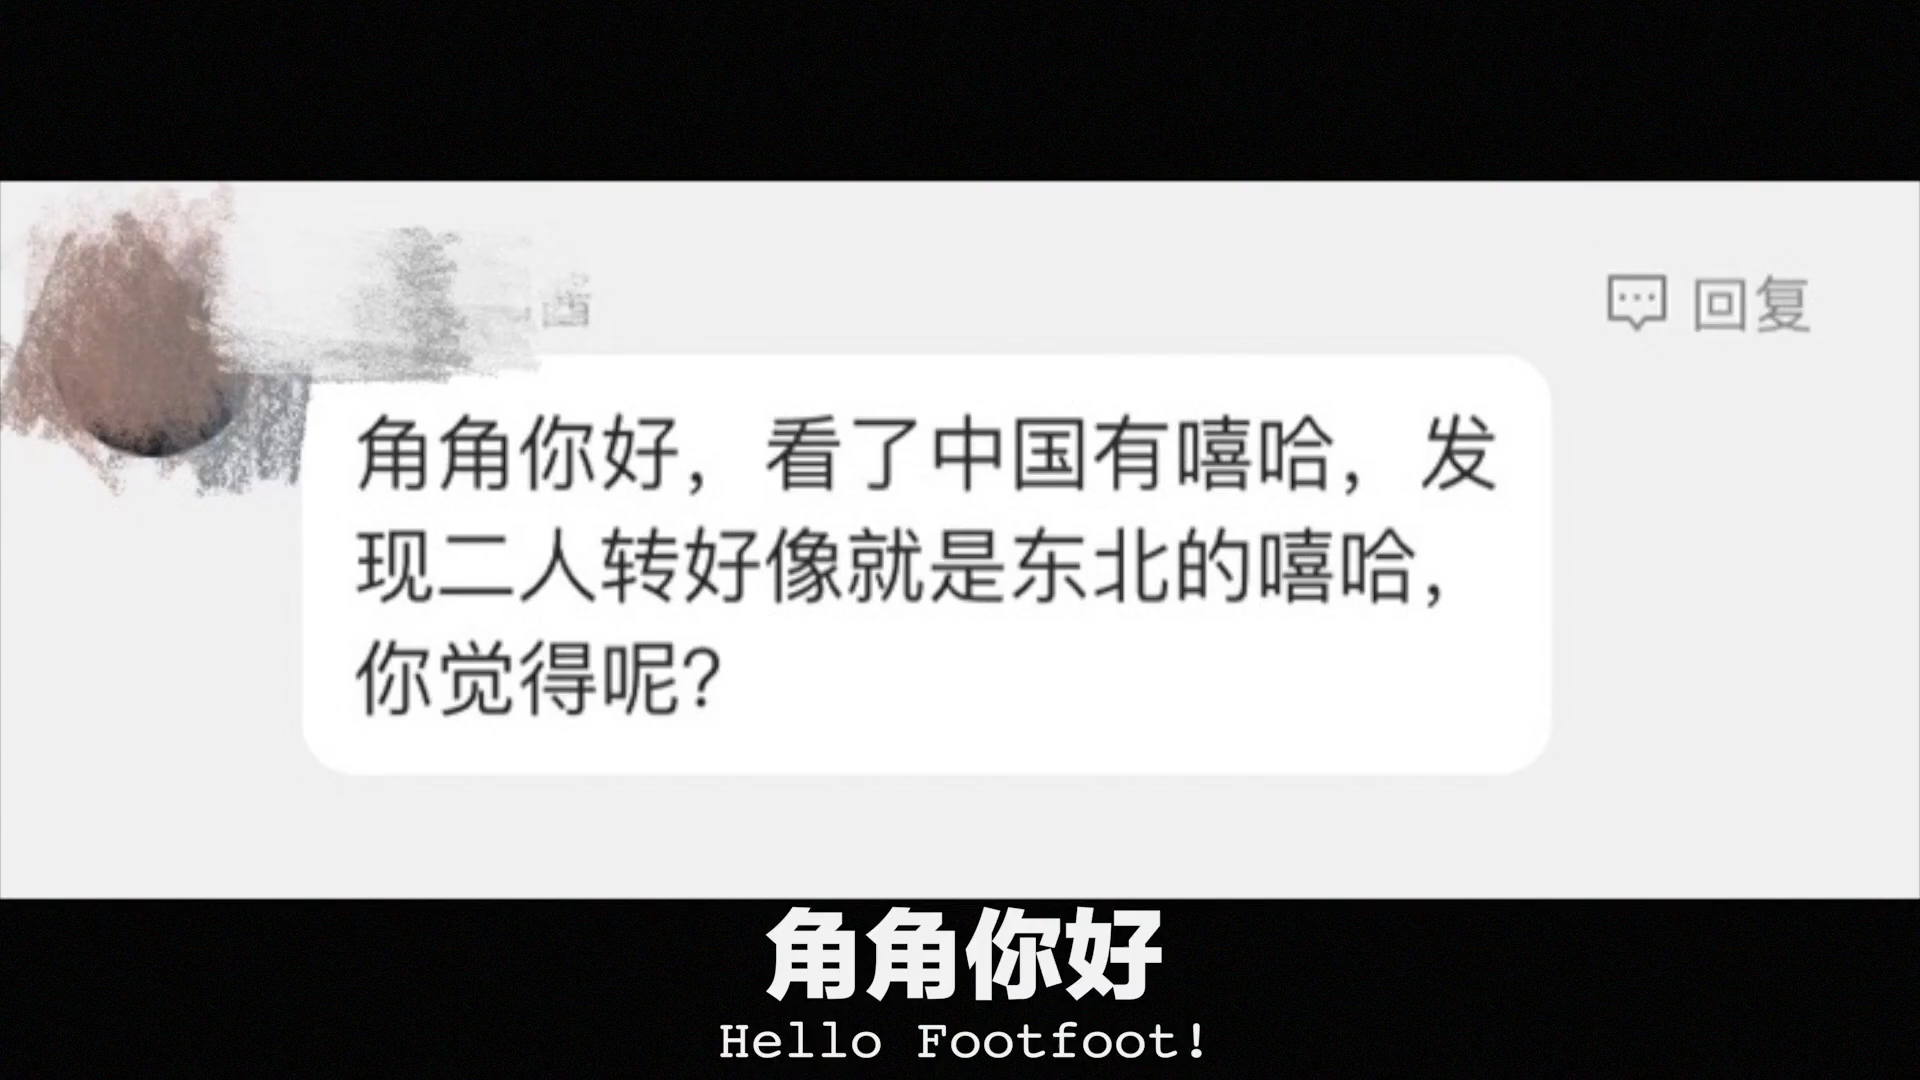 回复
角角你好，看了中国有嘻哈，发
现二人转好像就是东北的嘻哈，
你觉得呢？
角角你好
Hello Footfoot!